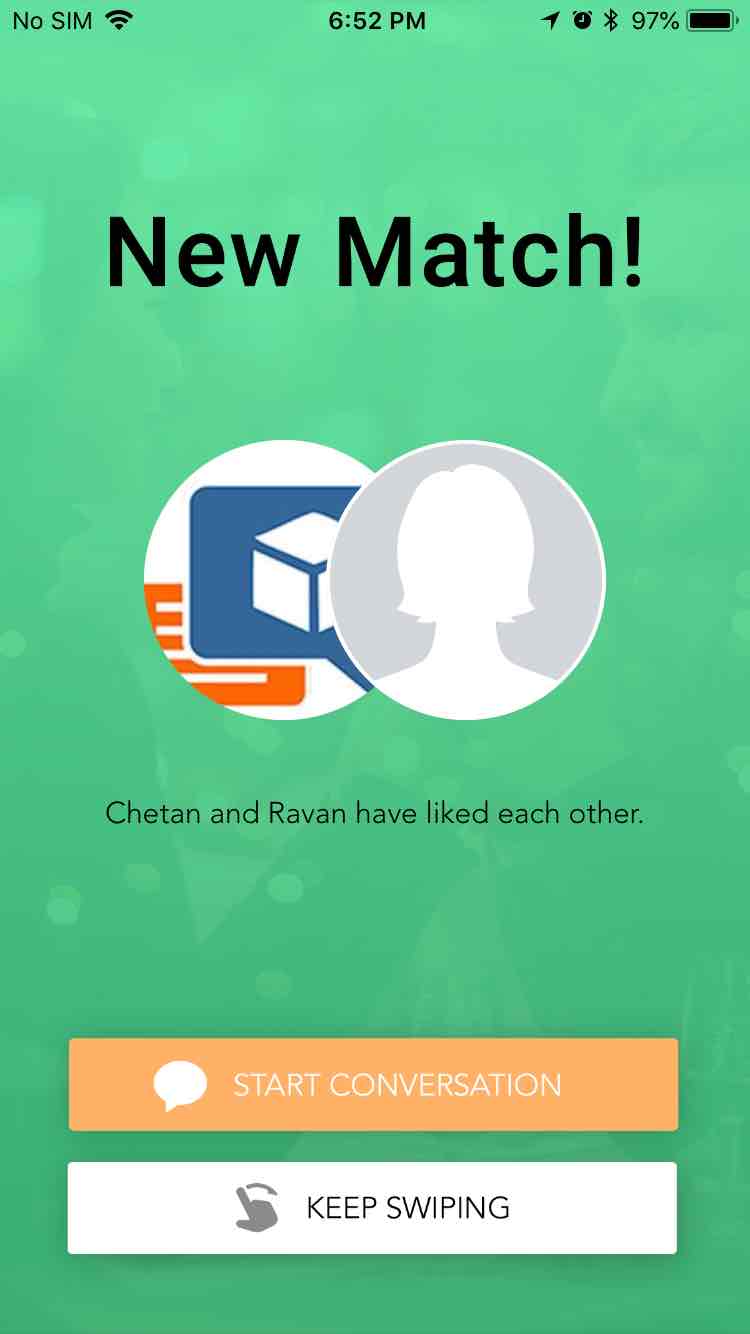 No SIM 6:52 PM 97%
New Match!
Chetan and Ravan have liked each other.
START CONVERSATION
KEEP SWIPING